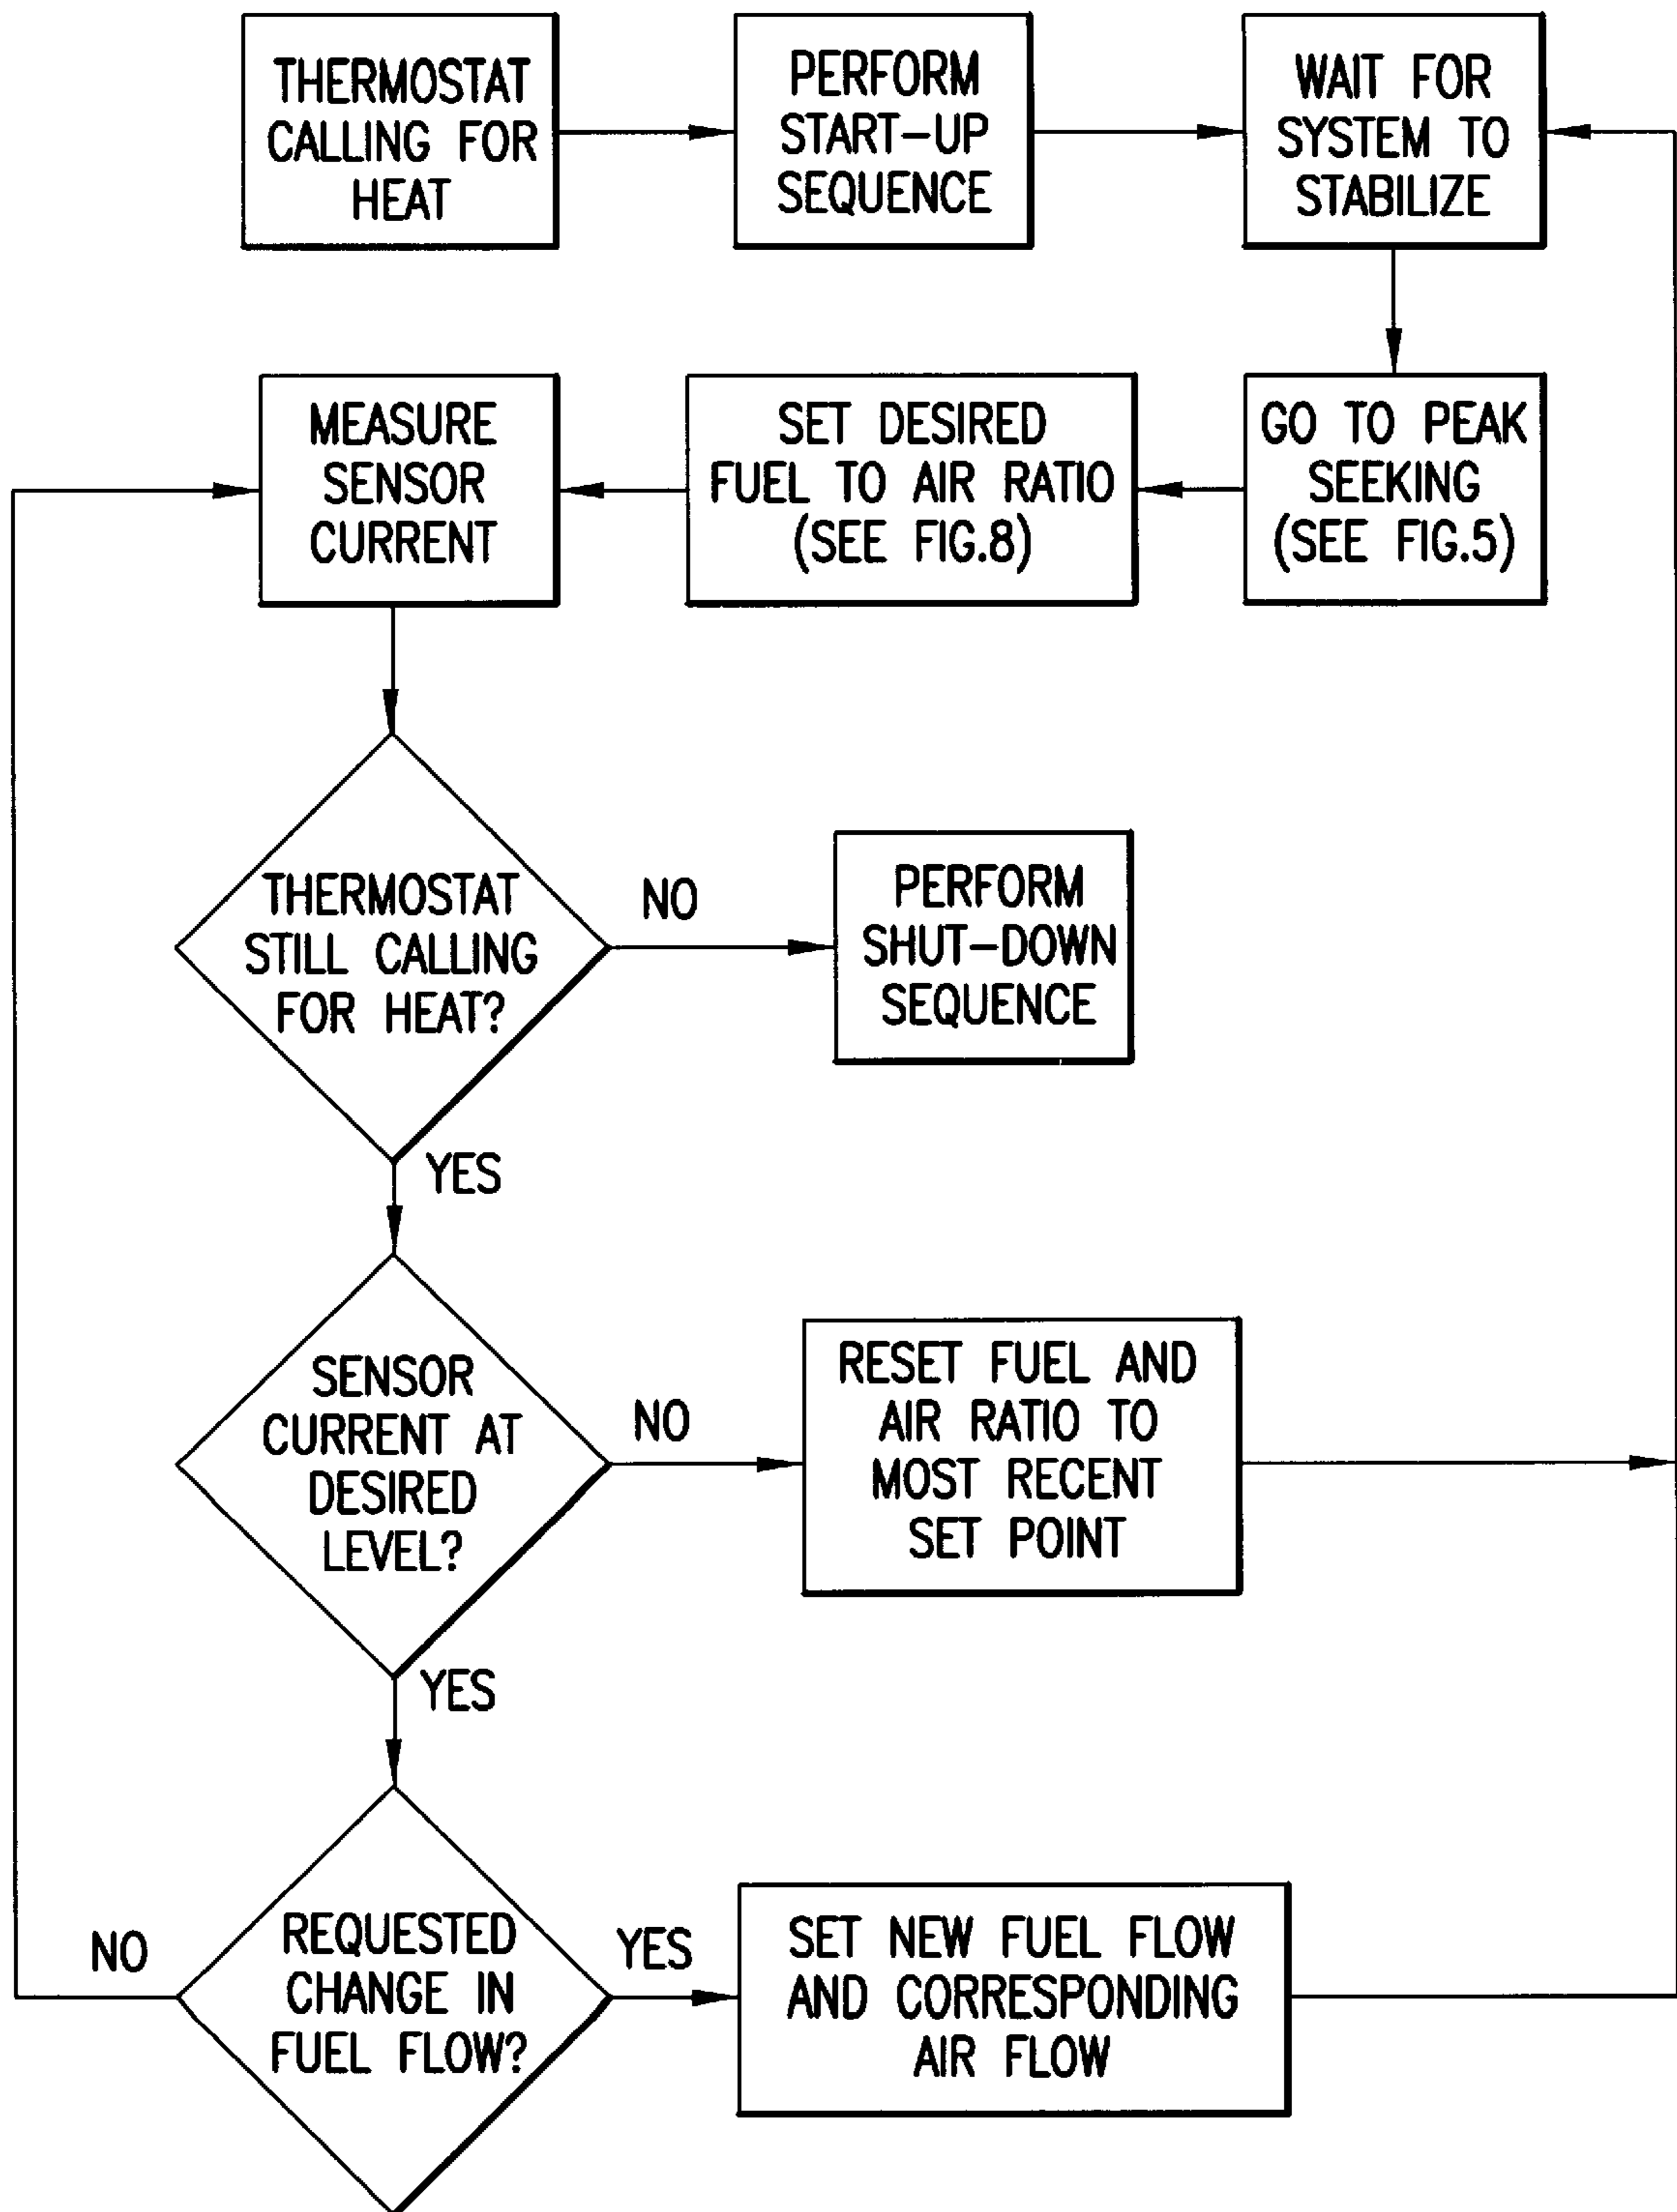 THERMOSTAT
CALLING FOR
HEAT
PERFORM
START-UP
SEQUENCE
WAIT FOR
SYSTEM TO
STABILIZE
MEASURE
SENSOR
CURRENT
SET DESIRED
FUEL TO AIR RATIO
(SEE FIG.8)
GO TO PEAK
SEEKING
(SEE FIG.5)
THERMOSTAT
STILL CALLING
FOR HEAT?
NO
PERFORM
SHUT-DOWN
SEQUENCE
YES
SENSOR
CURRENT AT
DESIRED
LEVEL?
NO
RESET FUEL AND
AIR RATIO TO
MOST RECENT
SET POINT
YES
NO
REQUESTED
CHANGE IN
FUEL FLOW?
YES
SET NEW FUEL FLOW
AND CORRESPONDING
AIR FLOW